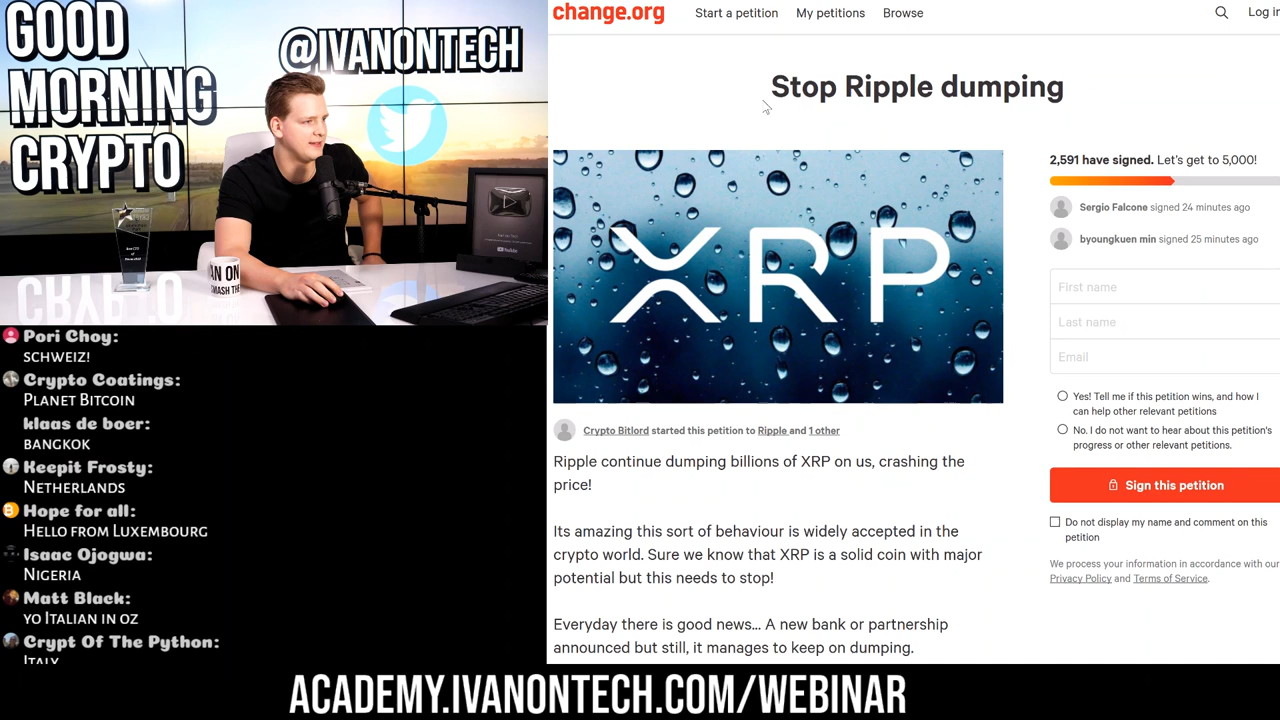 GOOD
MORNING
CRYPTO
@IVANONTECH
AN ON
SMASH THE
CRYPTO
Pori Choy:
SCHWEIZ!
Crypto Coatings:
PLANET BITCOIN
klaas de boer:
BANGKOK
Keepit Frosty:
NETHERLANDS
Hope for all:
HELLO FROM LUXEMBOURG
Isaac Ojogwa:
NIGERIA
Matt Black:
YO ITALIAN IN OZ
Crypt Of The Python:
ITALY
change.org
Start a petition
My petitions
Browse
Log in
Stop Ripple dumping
XRP
Crypto Bitlord started this petition to Ripple and 1 other
Ripple continue dumping billions of XRP on us, crashing the
price!
Its amazing this sort of behaviour is widely accepted in the
crypto world. Sure we know that XRP is a solid coin with major
potential but this needs to stop!
Everyday there is good news... A new bank or partnership
announced but still, it manages to keep on dumping.
2,591 have signed. Let's get to 5,000!
Sergio Falcone signed 24 minutes ago
byoungkuen min signed 25 minutes ago
First name
Last name
Email
Yes! Tell me if this petition wins, and how I
can help other relevant petitions
No. I do not want to hear about this petition's
progress or other relevant petitions.
Sign this petition
Do not display my name and comment on this
petition
We process your information in accordance with our
Privacy Policy and Terms of Service.
ACADEMY.IVANONTECH.COM/WEBINAR